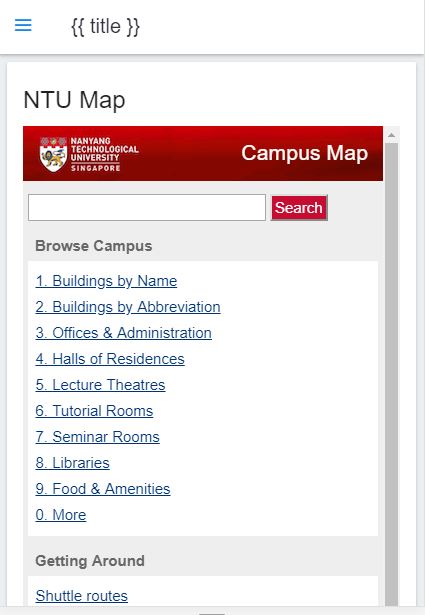 {{ title }}
NTU Map
NANYANG
TECHNOLOGICAL
UNIVERSITY
SINGAPORE
Campus Map
Search
Browse Campus
1. Buildings by Name
2. Buildings by Abbreviation
3. Offices & Administration
4. Halls of Residences
5. Lecture Theatres
6. Tutorial Rooms
7. Seminar Rooms
8. Libraries
9. Food & Amenities
0. More
Getting Around
Shuttle routes